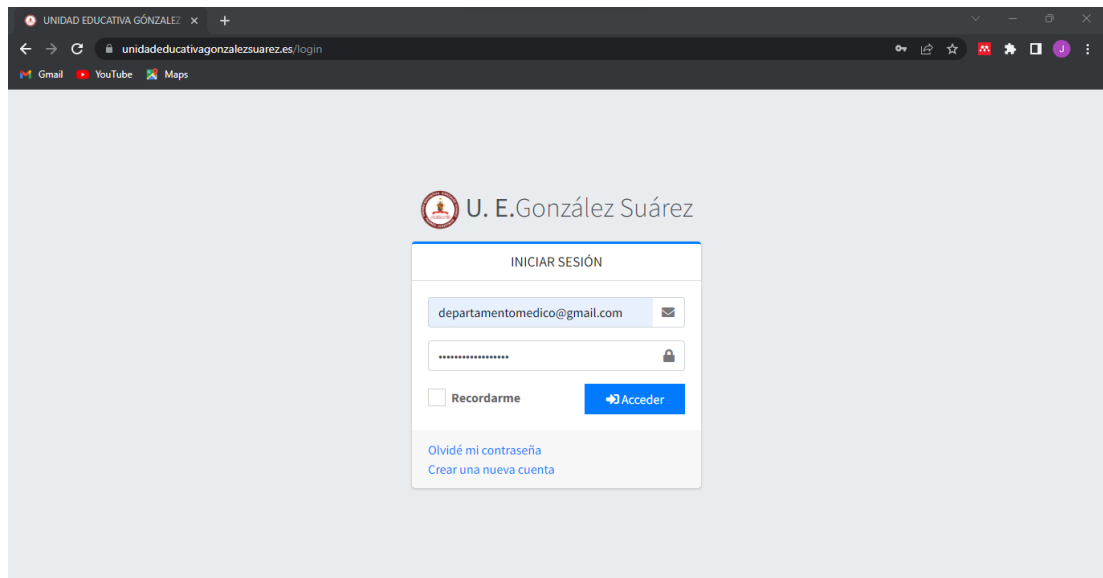 UNIDAD EDUCATIVA GÓNZALEZ
unidadeducativagonzalezsuarez.es/login
J
Gmail YouTube Maps
U. E.González Suárez
INICIAR SESIÓN
departamentomedico@gmail.com
•••••••••••••••••
Recordarme
Acceder
Olvidé mi contraseña
Crear una nueva cuenta